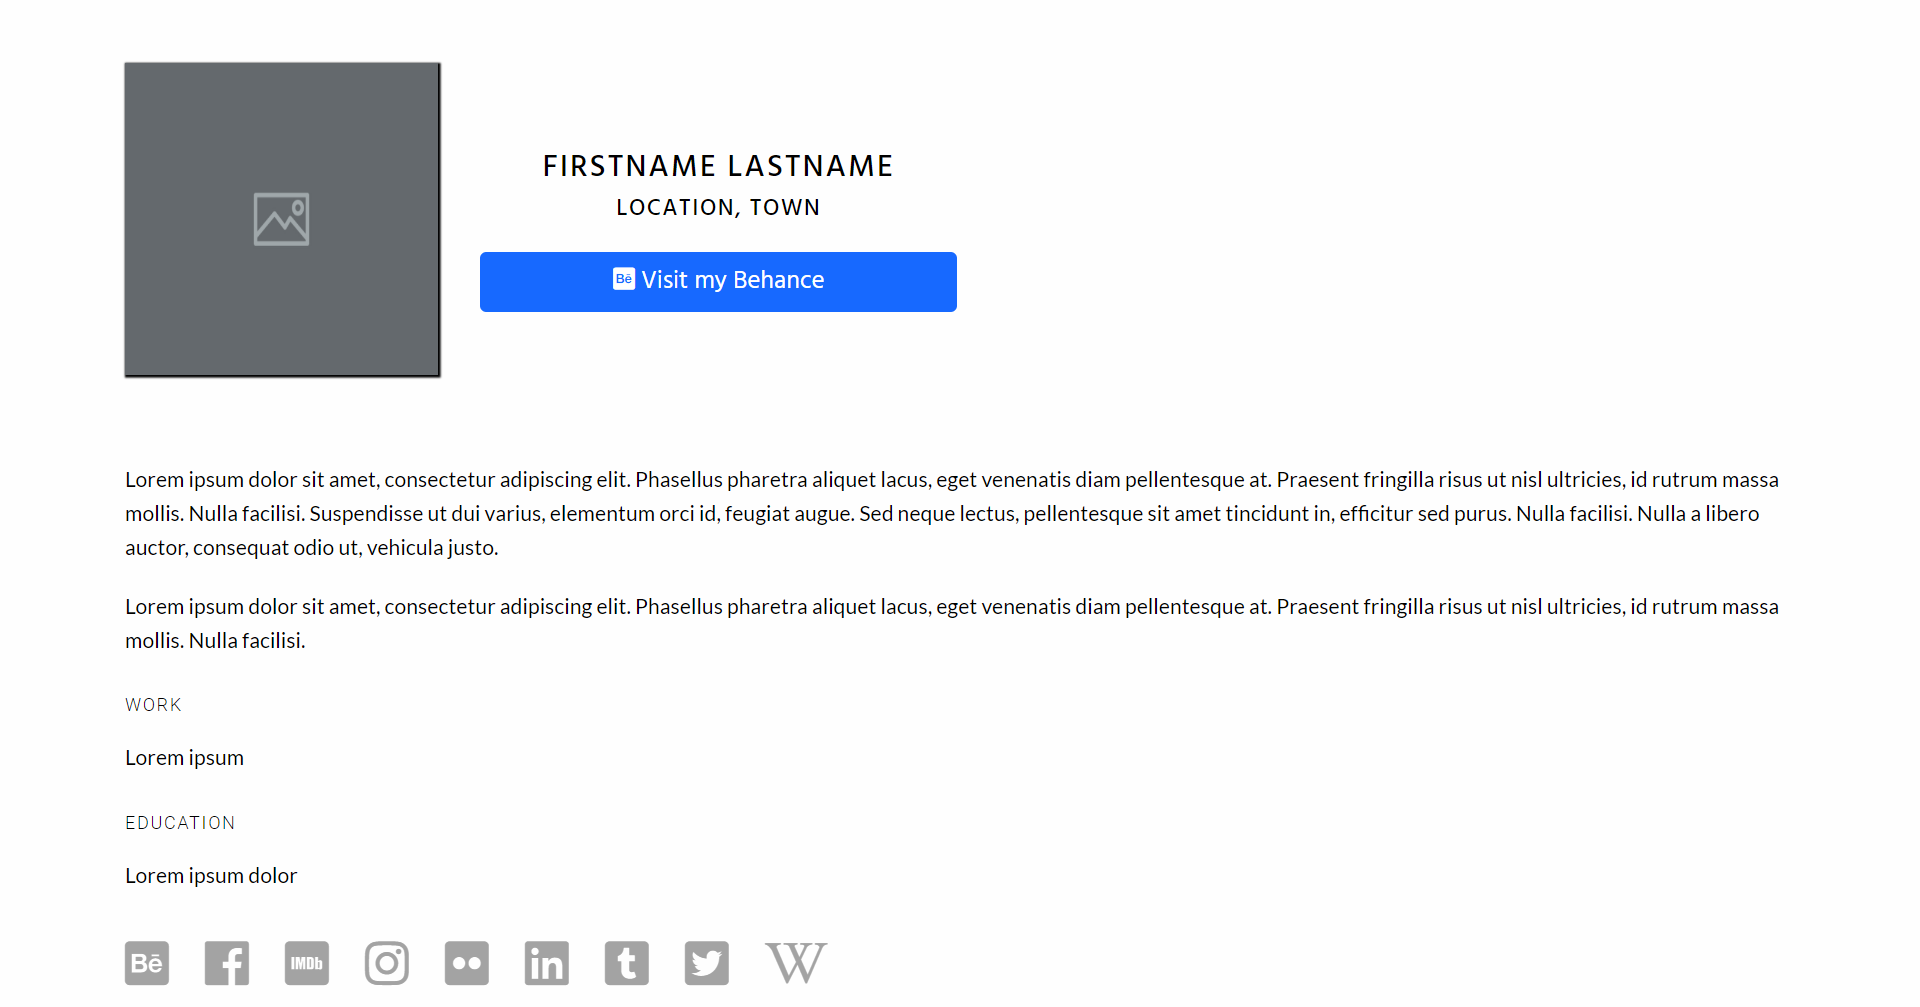 FIRSTNAME LASTNAME
LOCATION, TOWN
Bē Visit my Behance
Lorem ipsum dolor sit amet, consectetur adipiscing elit. Phasellus pharetra aliquet lacus, eget venenatis diam pellentesque at. Praesent fringilla risus ut nisl ultricies, id rutrum massa
mollis. Nulla facilisi. Suspendisse ut dui varius, elementum orci id, feugiat augue. Sed neque lectus, pellentesque sit amet tincidunt in, efficitur sed purus. Nulla facilisi. Nulla a libero
auctor, consequat odio ut, vehicula justo.
Lorem ipsum dolor sit amet, consectetur adipiscing elit. Phasellus pharetra aliquet lacus, eget venenatis diam pellentesque at. Praesent fringilla risus ut nisl ultricies, id rutrum massa
mollis. Nulla facilisi.
WORK
Lorem ipsum
EDUCATION
Lorem ipsum dolor
Bē f IMDb in t W